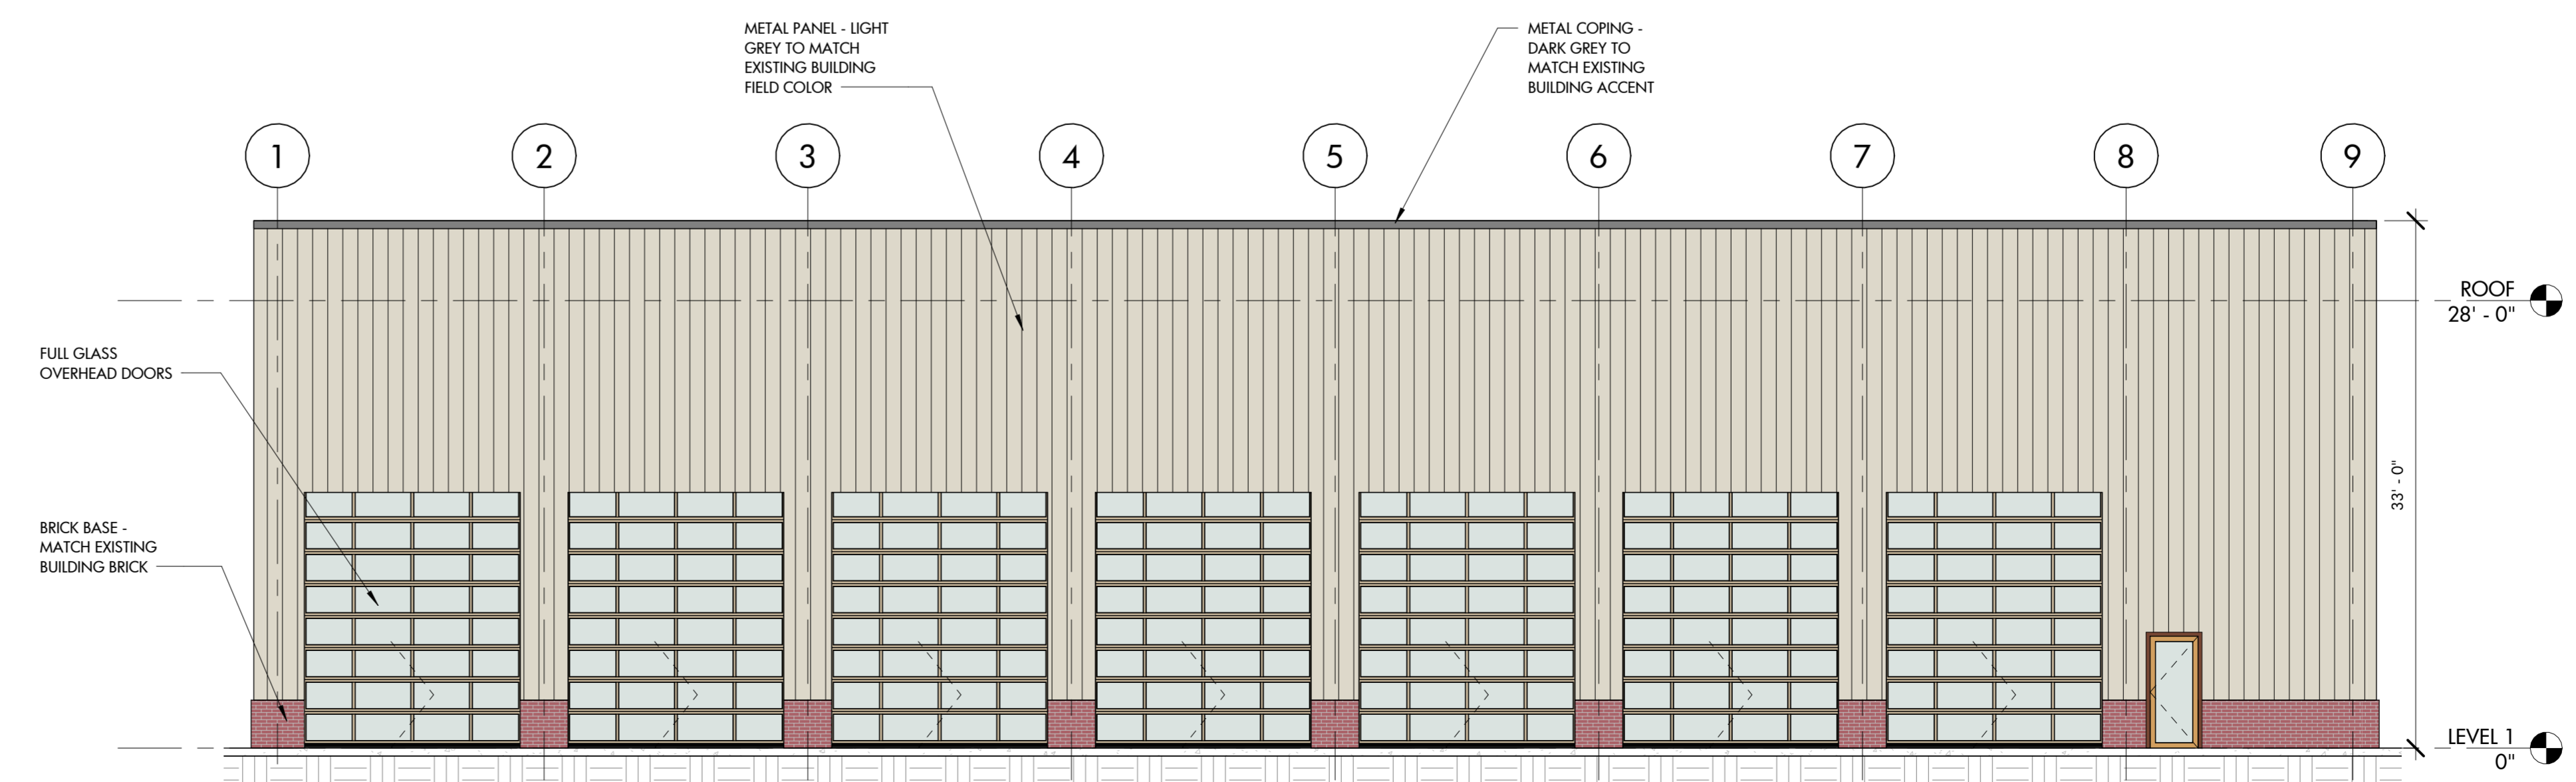 METAL PANEL - LIGHT
GREY TO MATCH
EXISTING BUILDING
FIELD COLOR
METAL COPING -
DARK GREY TO
MATCH EXISTING
BUILDING ACCENT
1
2
3
4
5
6
7
8
9
ROOF
28' - 0"
FULL GLASS
OVERHEAD DOORS
33' - 0"
BRICK BASE -
MATCH EXISTING
BUILDING BRICK
LEVEL 1
0"